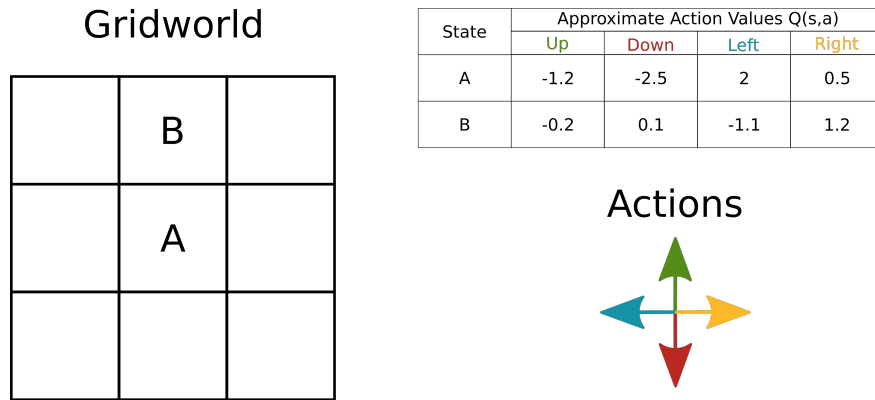 Gridworld
B
A
State Approximate Action Values Q(s,a)
Up Down Left Right
A -1.2 -2.5 2 0.5
B -0.2 0.1 -1.1 1.2
Actions